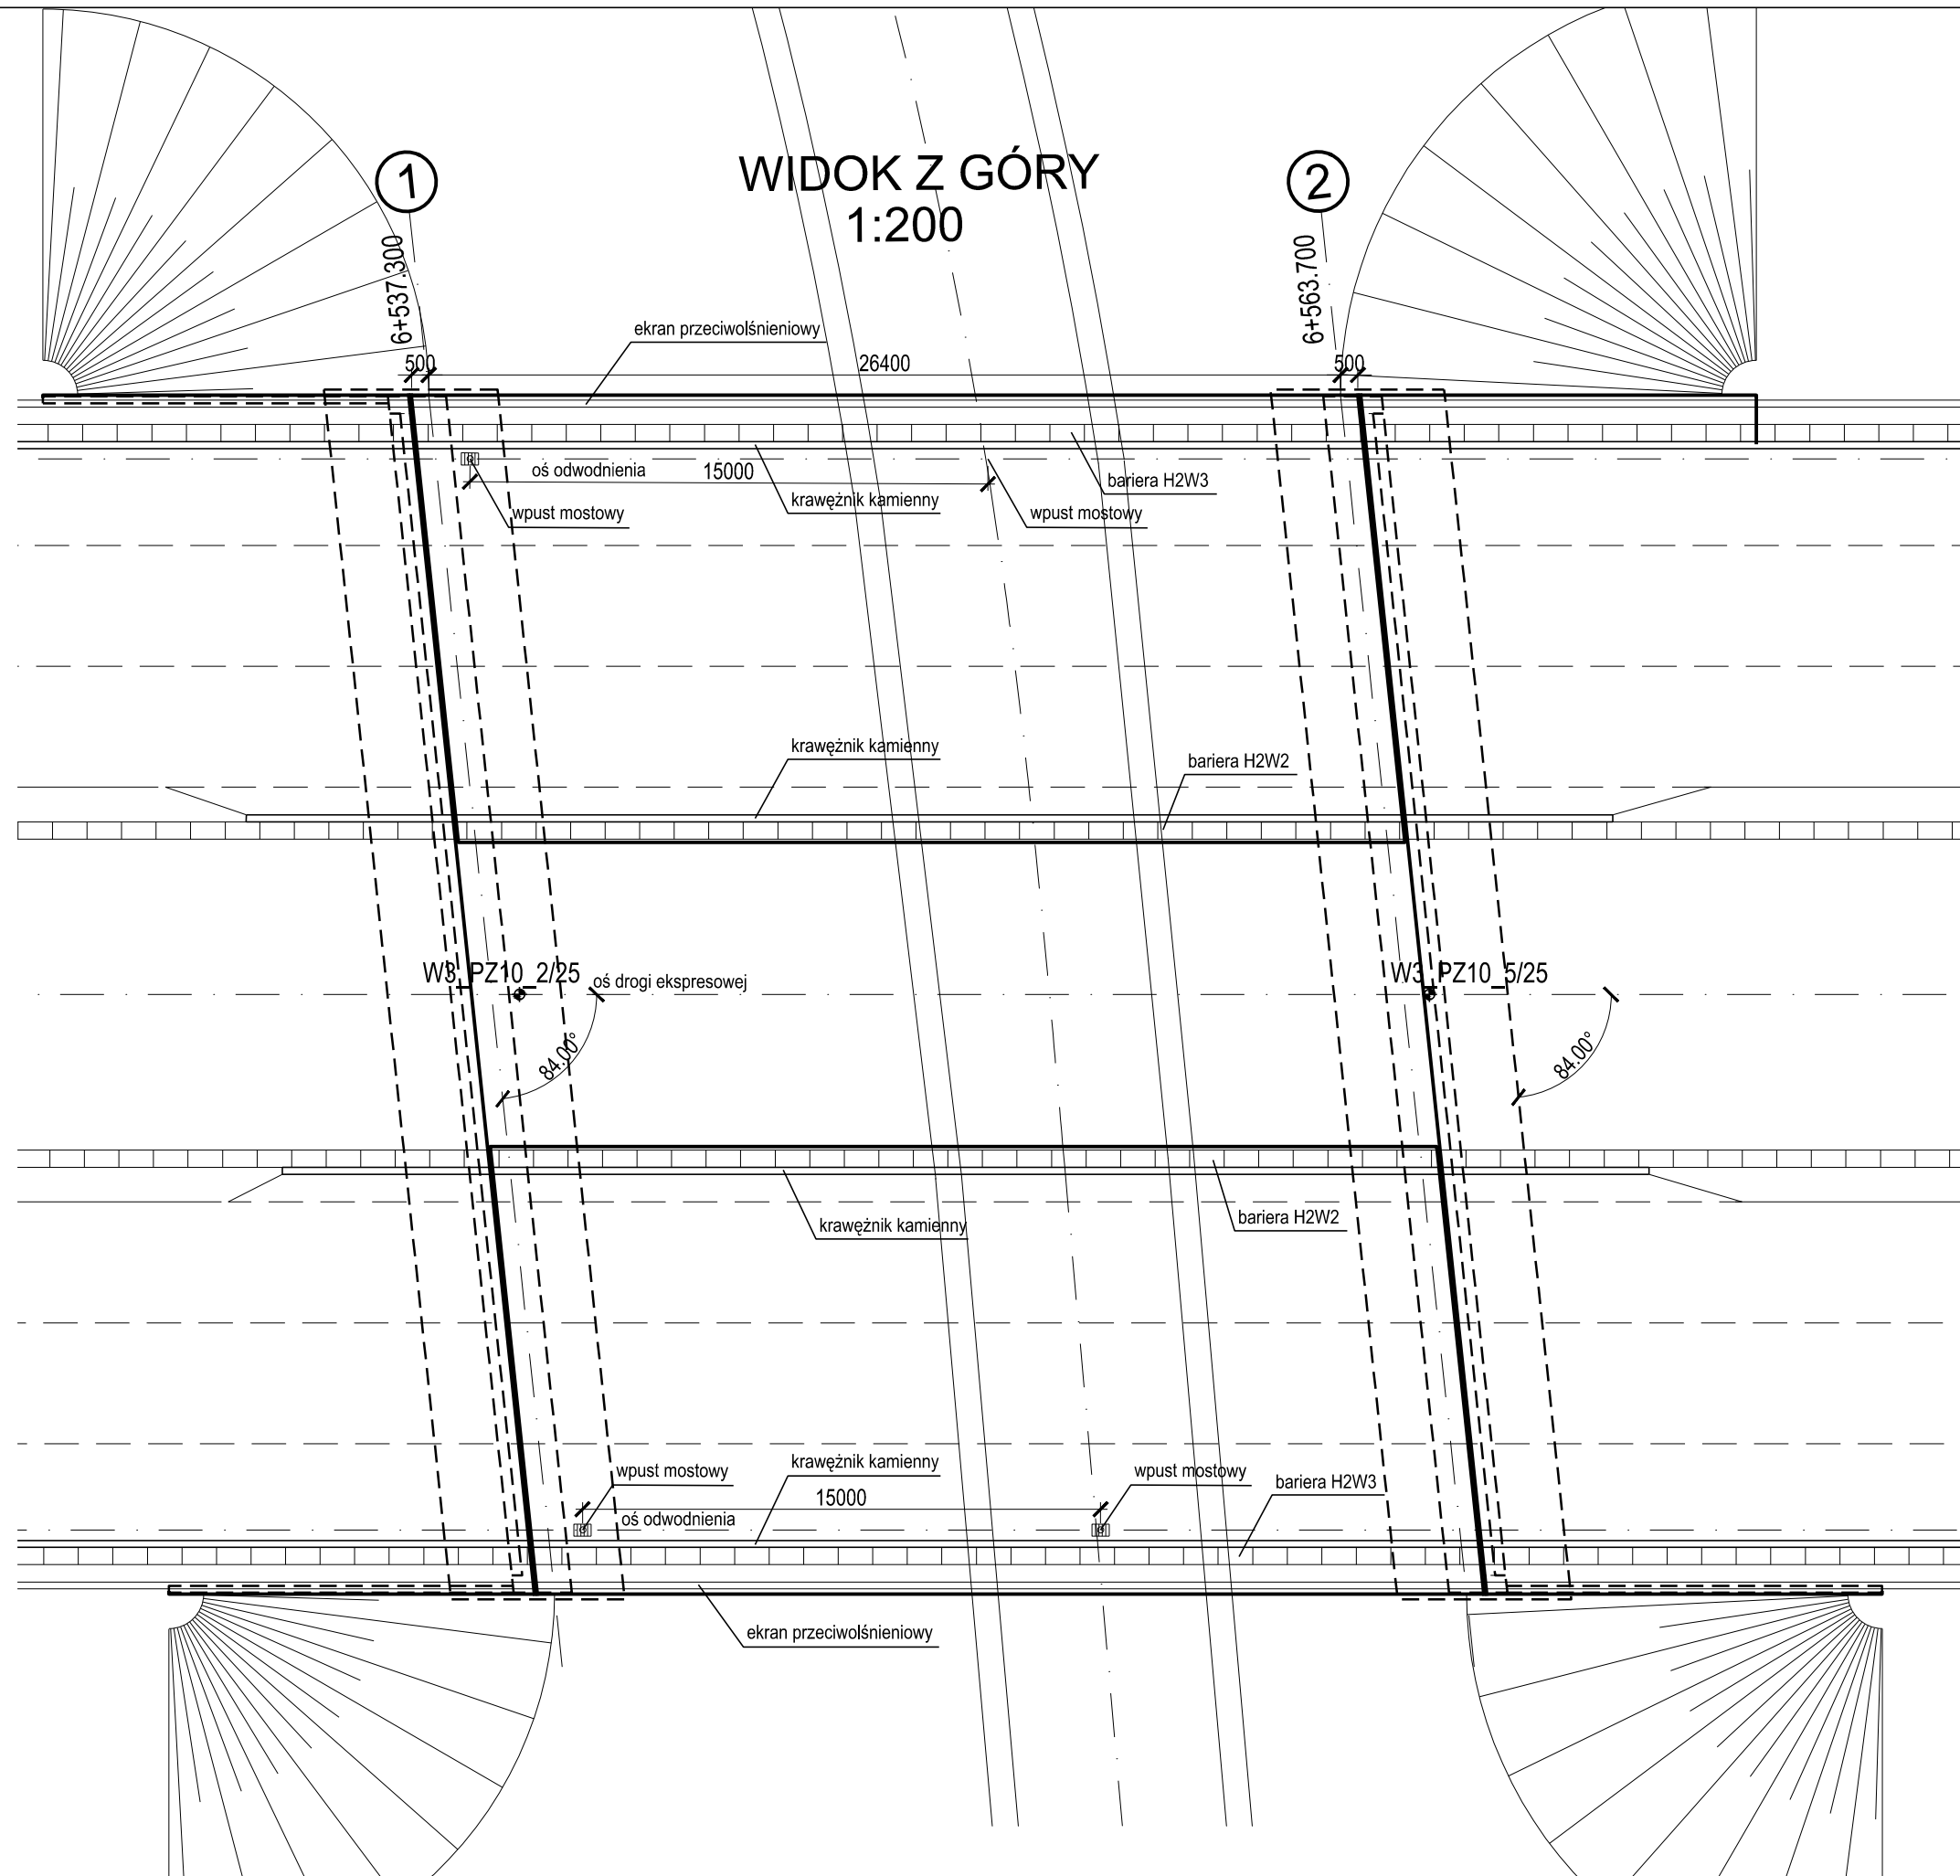 1
WIDOK Z GÓRY
1:200
2
6+537.300
6+563.700
ekran przeciwolśnieniowy
500
26400
500
oś odwodnienia
15000
bariera H2W3
krawężnik kamienny
wpust mostowy
wpust mostowy
krawężnik kamienny
bariera H2W2
W3_PZ10_2/25
oś drogi ekspresowej
W3_PZ10_5/25
84.00°
84.00°
krawężnik kamienny
bariera H2W2
wpust mostowy
krawężnik kamienny
wpust mostowy
bariera H2W3
15000
oś odwodnienia
ekran przeciwolśnieniowy